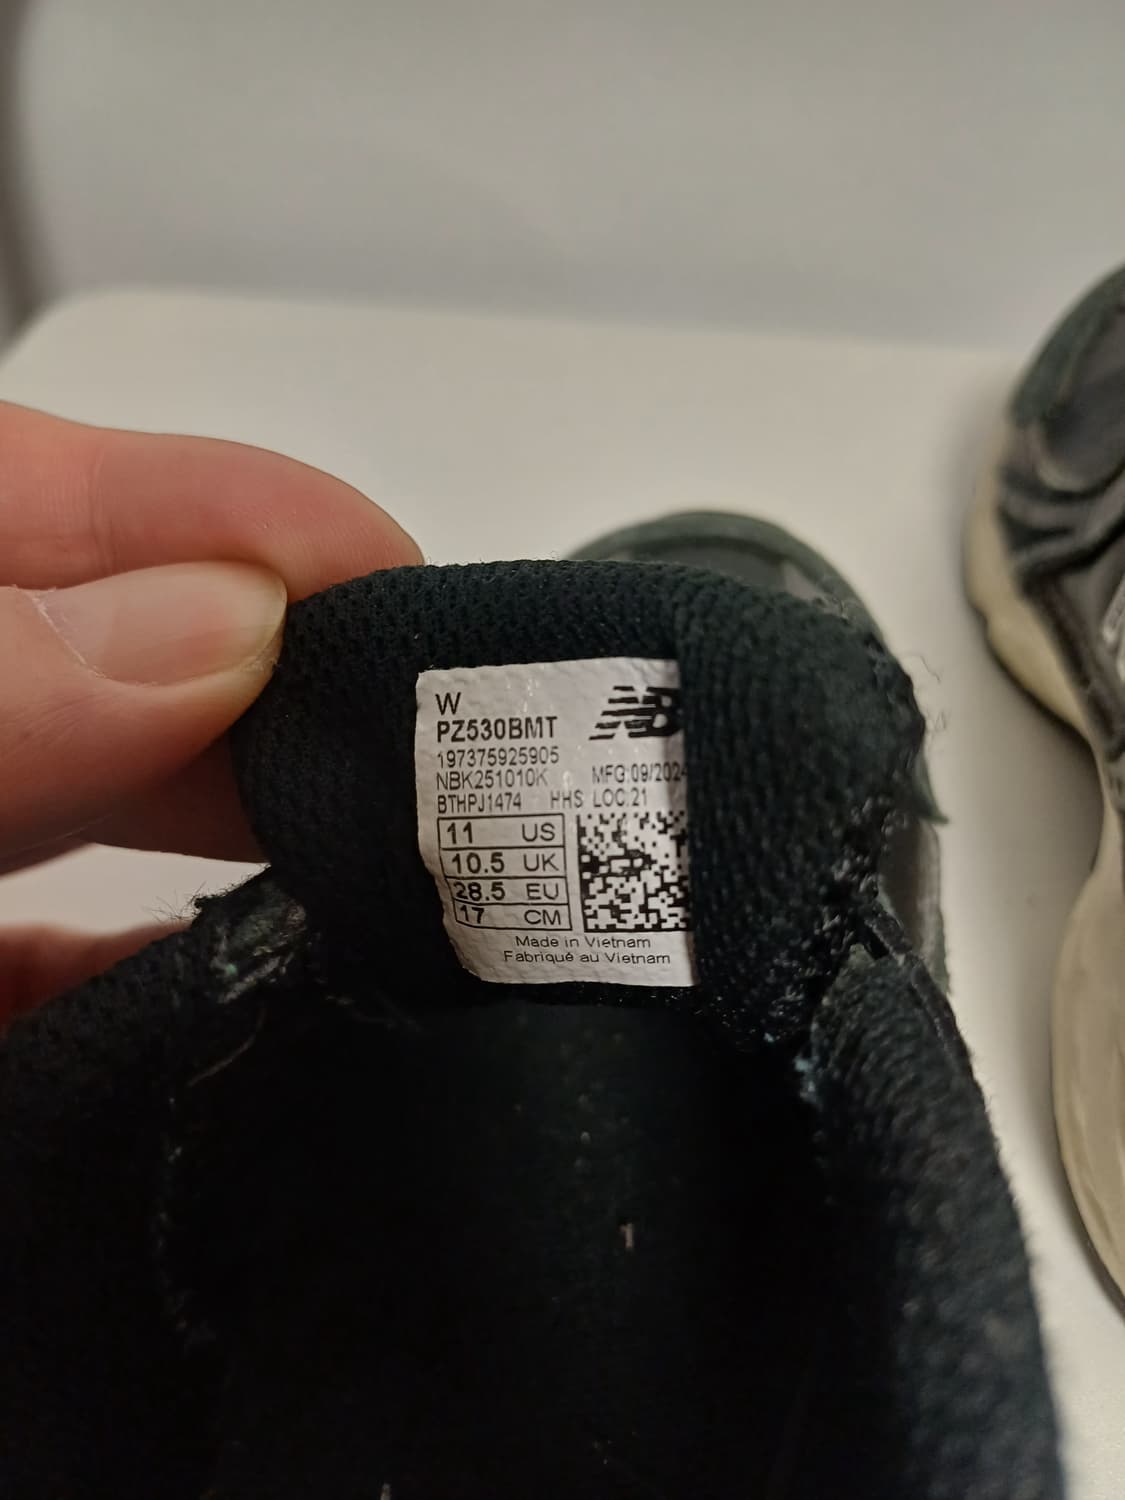 W
PZ530BMT
NB
197375925905
NBK251010K MFG:09/2024
BTHPJ1474 HHS LOC:21
11 US
10.5 UK
28.5 EU
17 CM
Made in Vietnam
Fabriqué au Vietnam